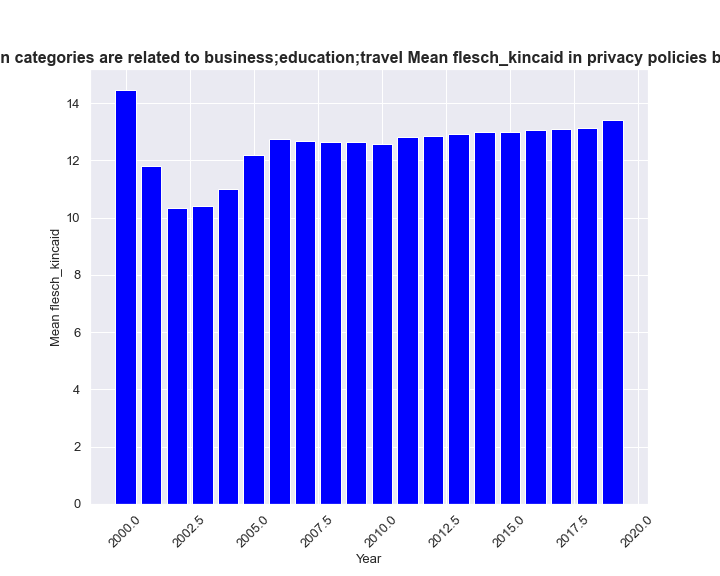 n categories are related to business;education;travel Mean flesch_kincaid in privacy policies b
14
12
10
8
6
4
2
0
Mean flesch_kincaid
2000.0 2002.5 2005.0 2007.5 2010.0 2012.5 2015.0 2017.5 2020.0
Year